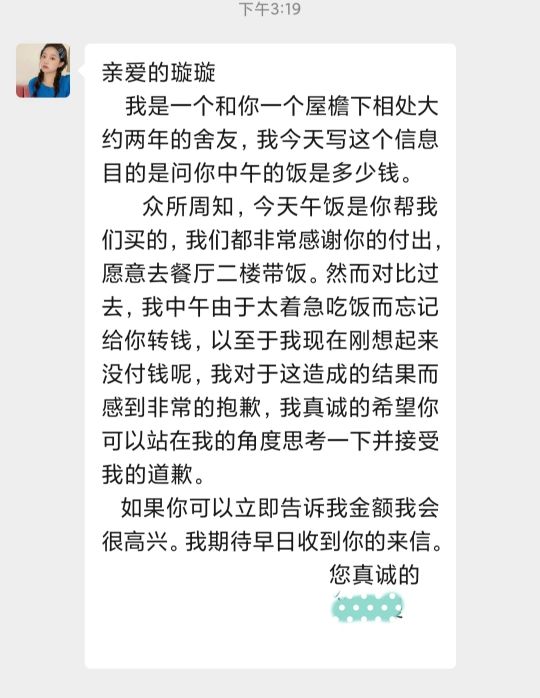 下午3:19
亲爱的璇璇
我是一个和你一个屋檐下相处大
约两年的舍友，我今天写这个信息
目的是问你中午的饭是多少钱。
众所周知，今天午饭是你帮我
们买的，我们都非常感谢你的付出，
愿意去餐厅二楼带饭。然而对比过
去，我中午由于太着急吃饭而忘记
给你转钱，以至于我现在刚想起来
没付钱呢，我对于这造成的结果而
感到非常的抱歉，我真诚的希望你
可以站在我的角度思考一下并接受
我的道歉。
如果你可以立即告诉我金额我会
很高兴。我期待早日收到你的来信。
您真诚的